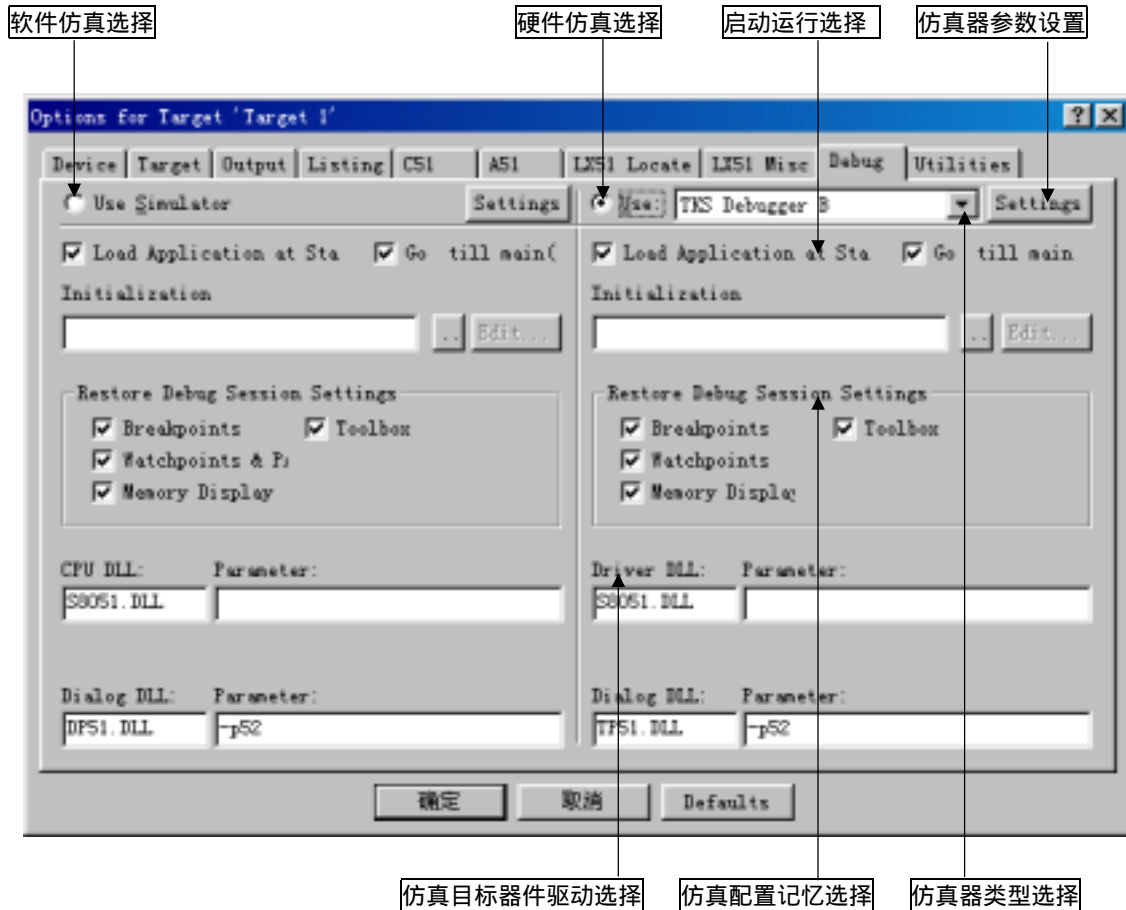 软件仿真选择 硬件仿真选择 启动运行选择 仿真器参数设置
Options for Target 'Target 1'
Device Target Output Listing C51 A51 LX51 Locate LX51 Misc Debug Utilities
Use Simulator Settings Use: TKS Debugger B Settings
Load Application at Sta Go till main( Load Application at Sta Go till main
Initialization Initialization
.. Edit... .. Edit...
Restore Debug Session Settings Restore Debug Session Settings
Breakpoints Toolbox Breakpoints Toolbox
Watchpoints & Pa Watchpoints
Memory Display Memory Display
CPU DLL: Parameter: Driver DLL: Parameter:
S8051.DLL S8051.DLL
Dialog DLL: Parameter: Dialog DLL: Parameter:
DP51.DLL -p52 TP51.DLL -p52
确定 取消 Defaults
仿真目标器件驱动选择 仿真配置记忆选择 仿真器类型选择